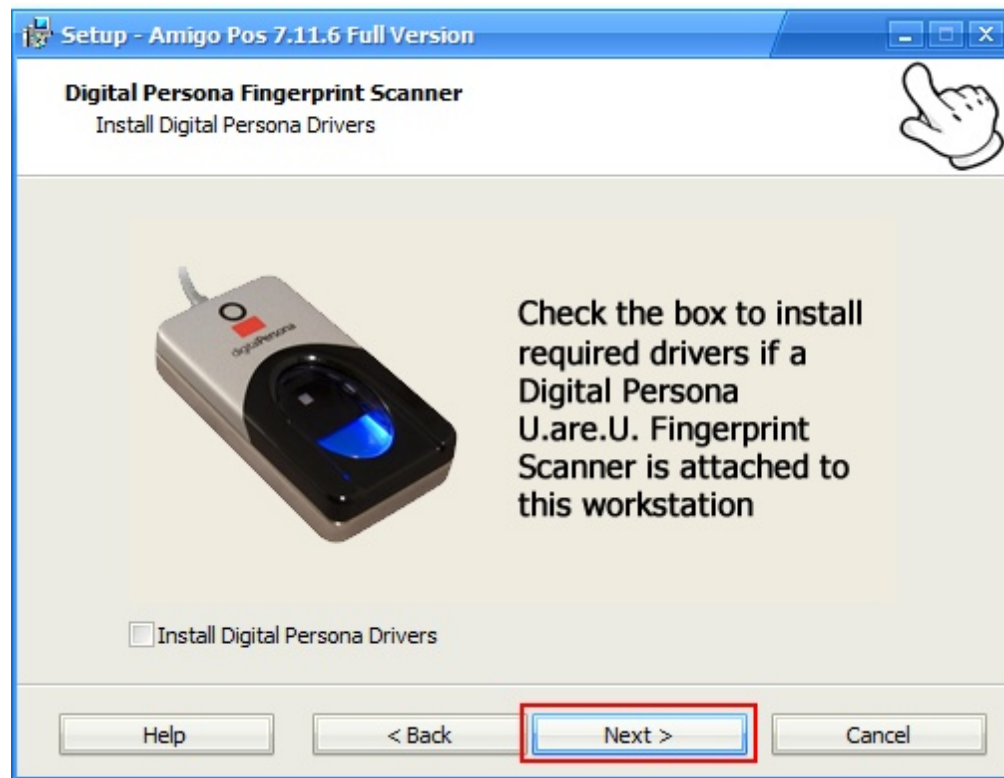 Setup - Amigo Pos 7.11.6 Full Version
Digital Persona Fingerprint Scanner
Install Digital Persona Drivers
digitalPersona
Check the box to install
required drivers if a
Digital Persona
U.are.U. Fingerprint
Scanner is attached to
this workstation
Install Digital Persona Drivers
Help
< Back
Next >
Cancel